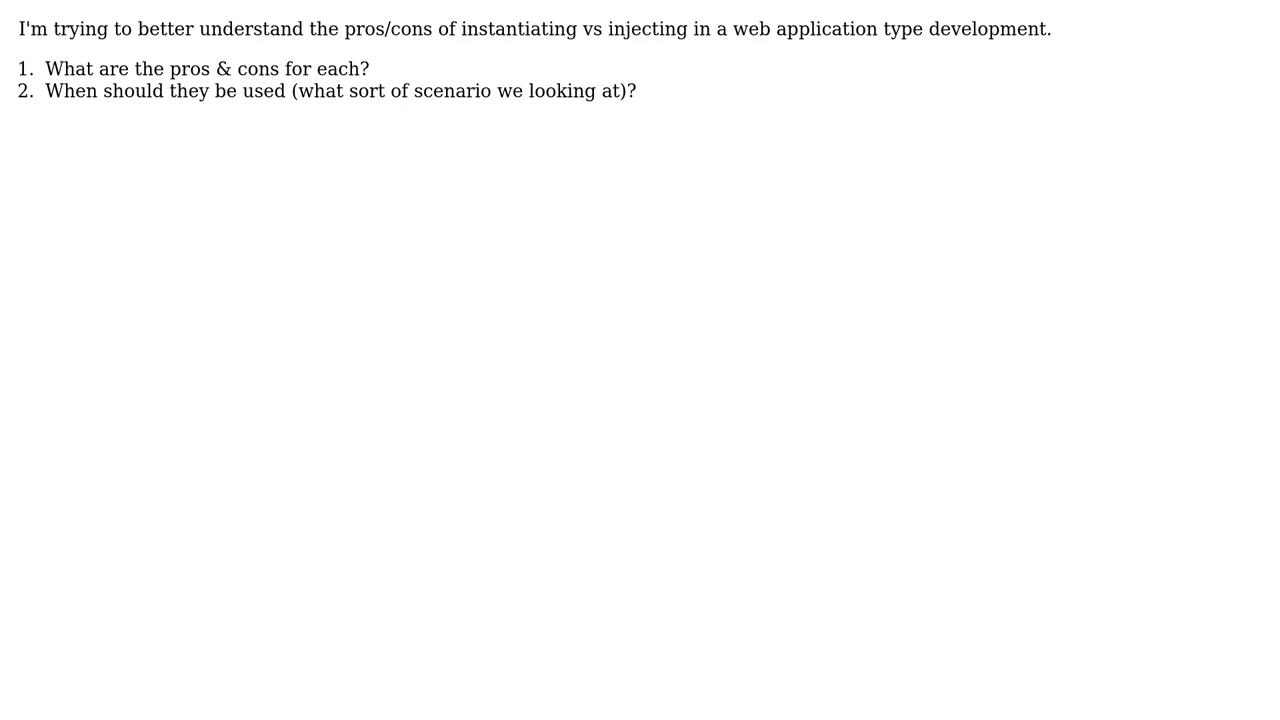 I'm trying to better understand the pros/cons of instantiating vs injecting in a web application type development.
1. What are the pros & cons for each?
2. When should they be used (what sort of scenario we looking at)?